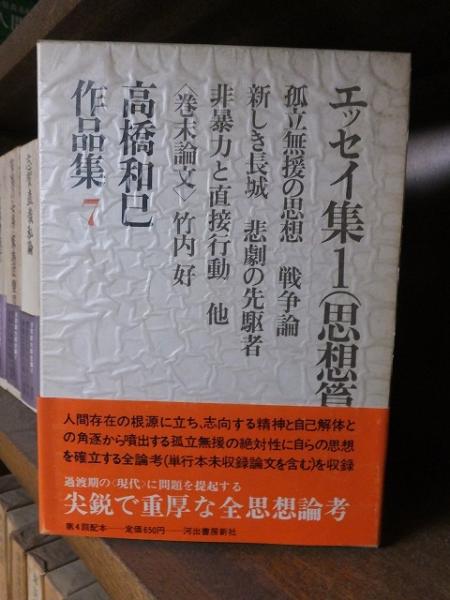 エッセイ集1(思想篇
孤立無援の思想　戦争論
新しき長城　悲劇の先駆者
非暴力と直接行動　他
〈巻末論文〉竹内 好
高橋和巳
作品集 7
人間存在の根源に立ち、志向する精神と自己解体と
の角逐から噴出する孤立無援の絶対性に自らの思想
を確立する全論考(単行本未収録論文を含む)を収録
過渡期の〈現代〉に問題を提起する
尖鋭で重厚な全思想論考
第4回配本──定価650円──河出書房新社